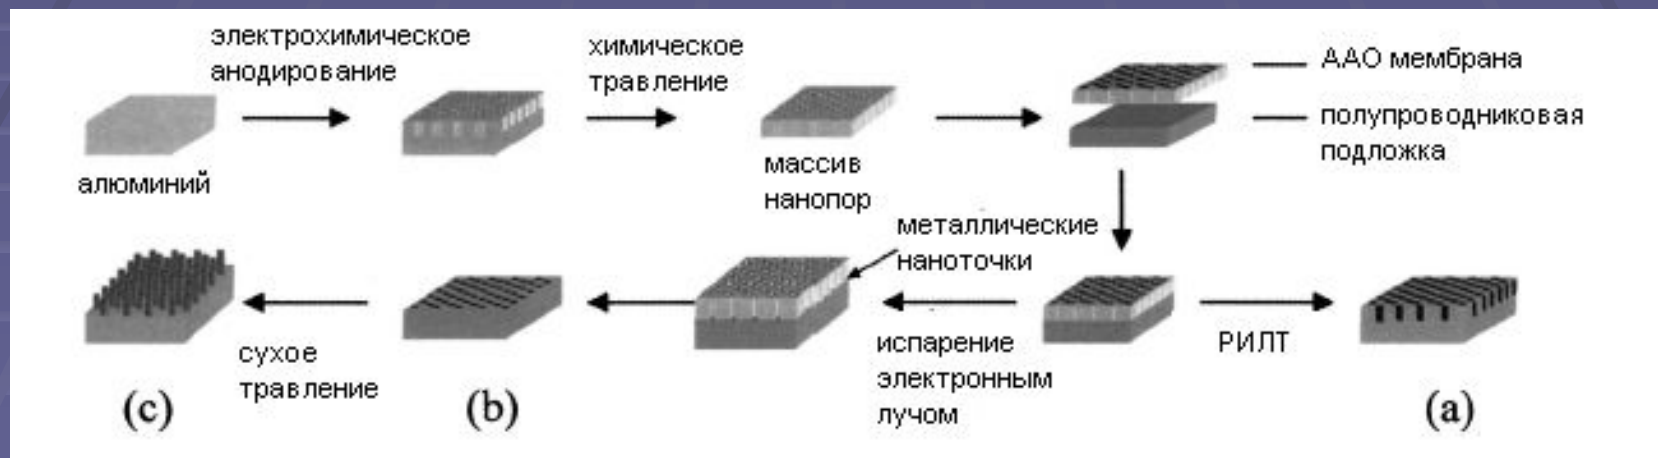 электрохимическое
анодирование
химическое
травление
ААО мембрана
полупроводниковая
подложка
алюминий
массив
нанопор
металлические
наноточки
испарение
электронным
лучом
РИЛТ
сухое
травление
(c)
(b)
(a)